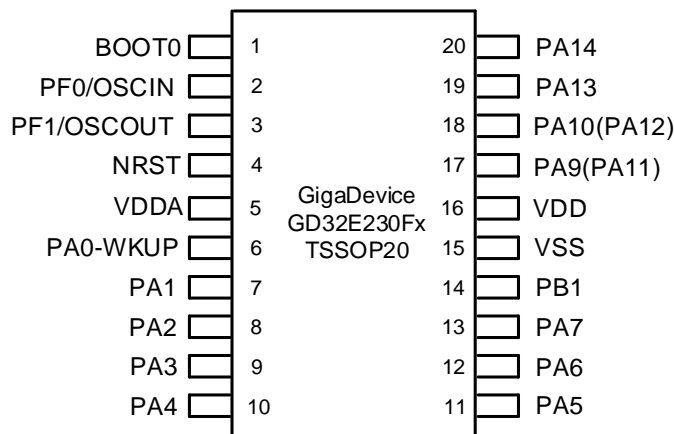 BOOT0 1 20 PA14
PF0/OSCIN 2 19 PA13
PF1/OSCOUT 3 18 PA10(PA12)
NRST 4 17 PA9(PA11)
GigaDevice
VDDA 5 16 VDD
GD32E230Fx
PA0-WKUP 6 TSSOP20 15 VSS
PA1 7 14 PB1
PA2 8 13 PA7
PA3 9 12 PA6
PA4 10 11 PA5